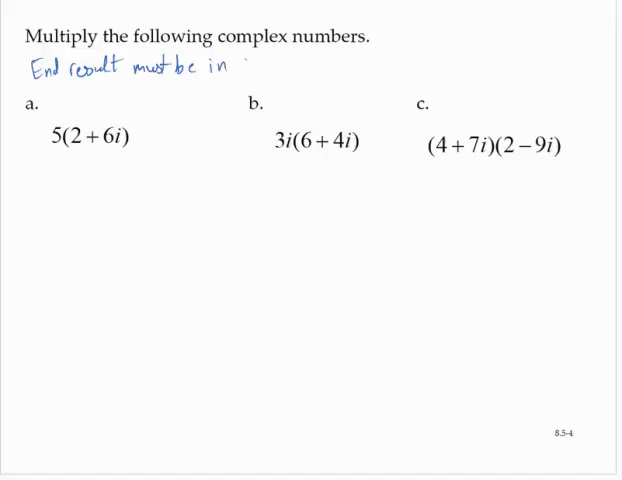 Multiply the following complex numbers.
End result must be in
a. b. c.
5(2 + 6i) 3i(6 + 4i) (4 + 7i)(2 − 9i)
8.5-4